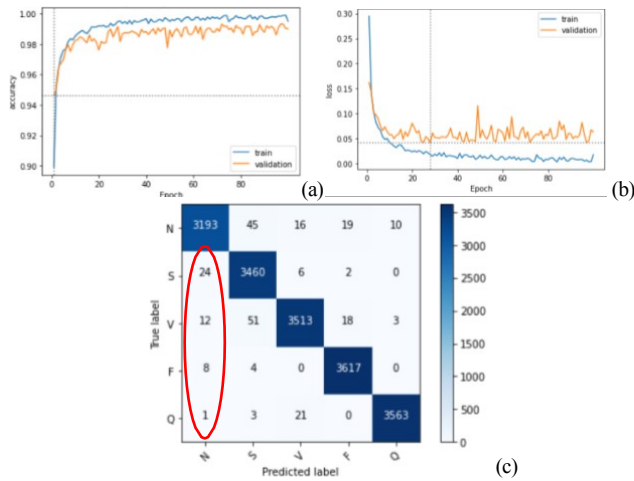 1.00
0.98
0.96
0.94
0.92
0.90
accuracy
0 20 40 60 80
Epoch
train
validation
(a)
0.30
0.25
0.20
0.15
0.10
0.05
0.00
loss
0 20 40 60 80
Epoch
train
validation
(b)
N 3193 45 16 19 10
S 24 3460 6 2 0
V 12 51 3513 18 3
F 8 4 0 3617 0
Q 1 3 21 0 3563
N S V F Q
True label
Predicted label
3500
3000
2500
2000
1500
1000
500
0
(c)